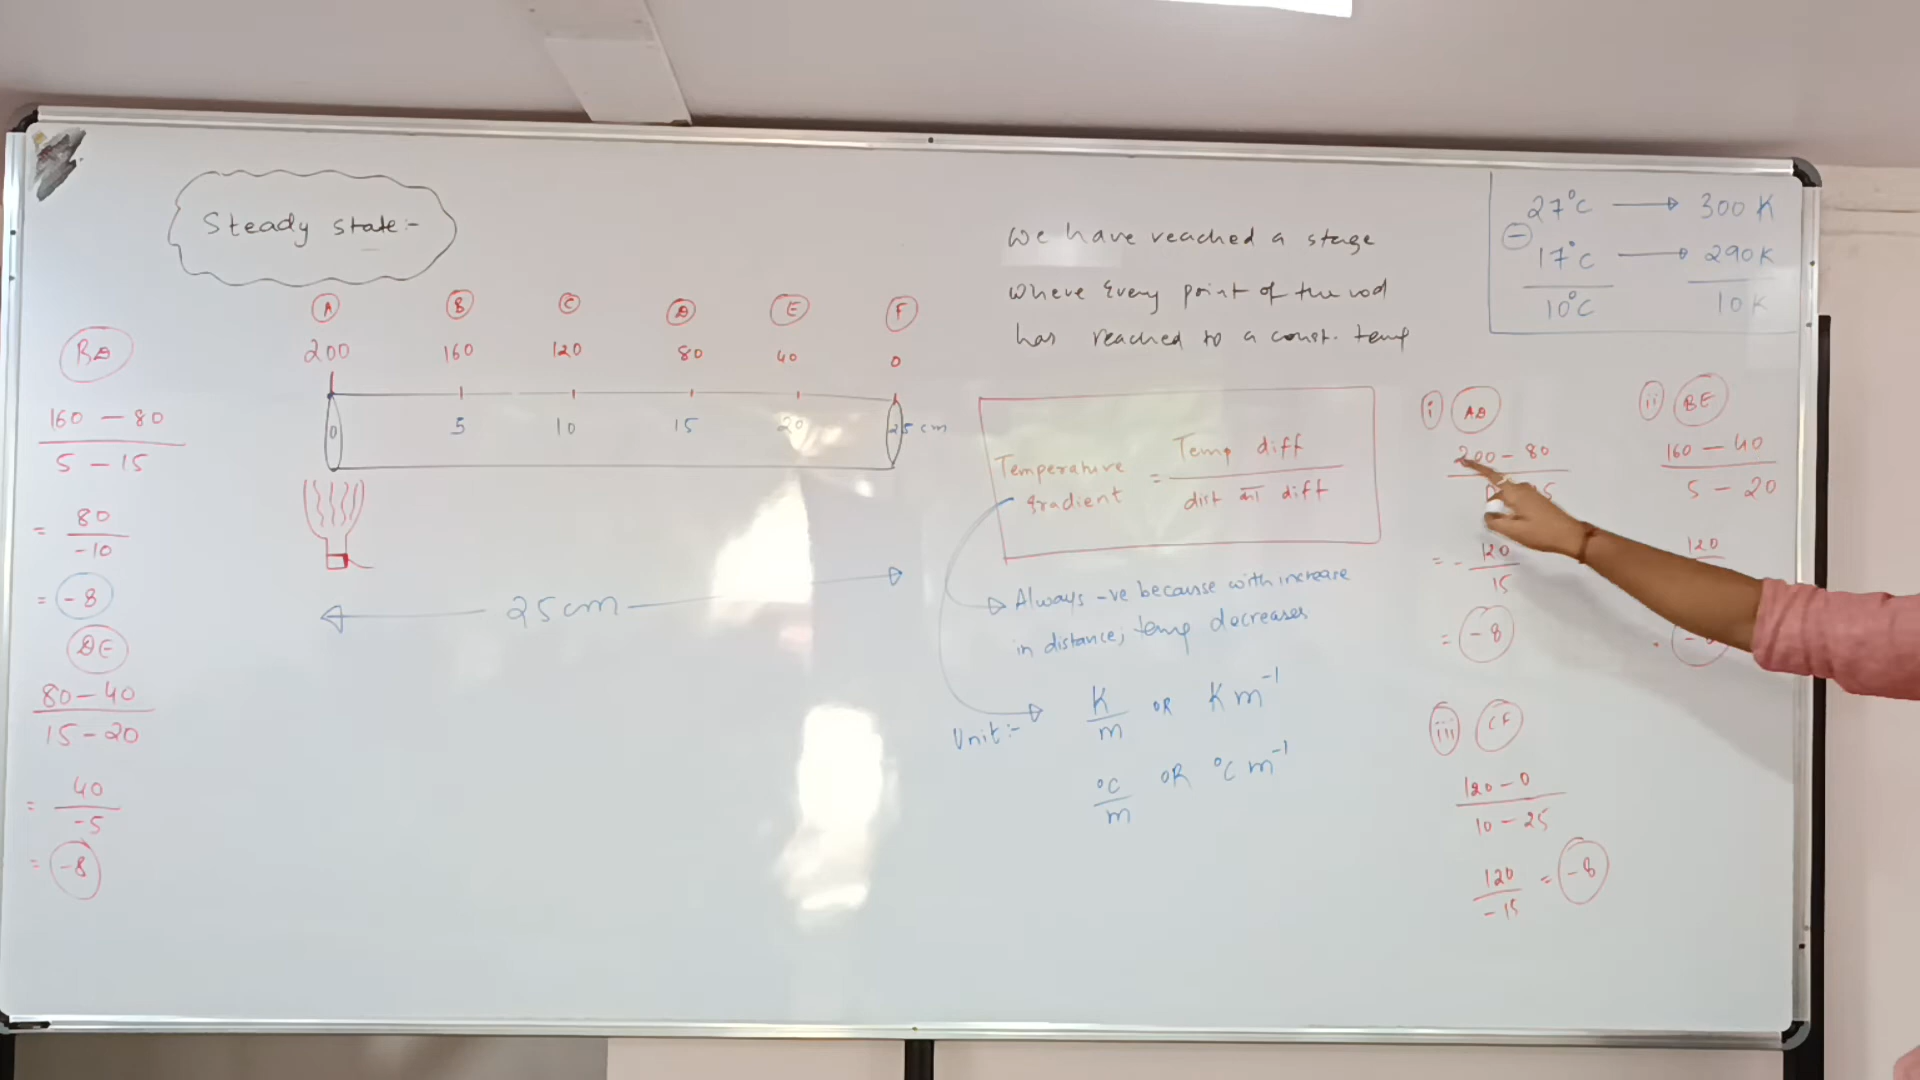 Steady state:-
A B C D E F
200 160 120 80 40 0
0 5 10 15 20 25 cm
25cm
BD
160 - 80
5 - 15
= 80
-10
= -8
DE
80 - 40
15 - 20
= 40
-5
= -8
We have reached a stage
where every point of the rod
has reached to a const. temp
Temperature gradient = Temp diff
dist diff
Always -ve because with increase
in distance, temp decreases
Unit:- K/m OR K m⁻¹
°C/m OR °C m⁻¹
27°C → 300 K
⊖ 17°C → 290K
10°C 10K
i AD
200 - 80
= - 120
15
= -8
ii BE
160 - 40
5 - 20
120
iii CF
120 - 0
10 - 25
120 = -8
-15